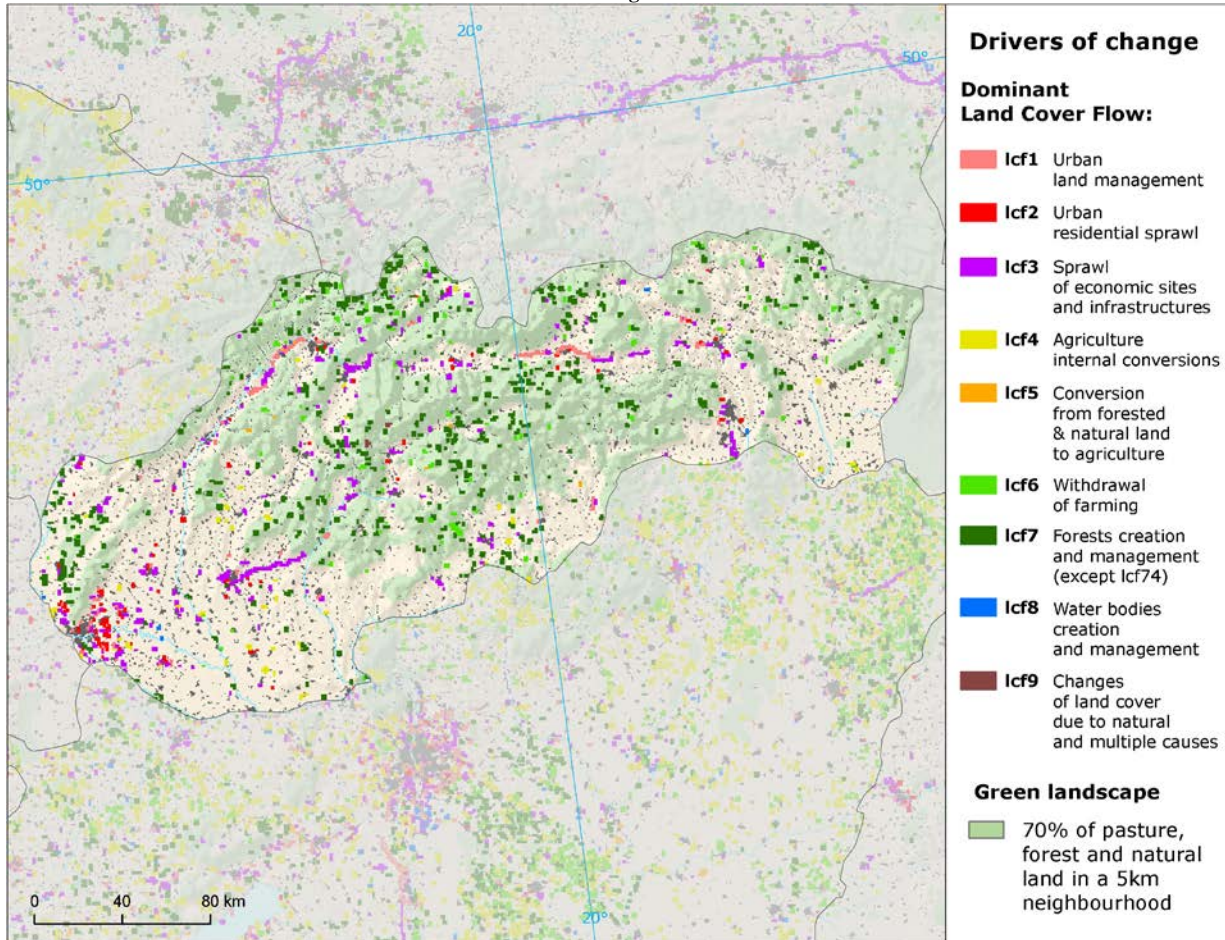 20°
50°
50°
20°
0 40 80 km
Drivers of change
Dominant
Land Cover Flow:
lcf1 Urban
land management
lcf2 Urban
residential sprawl
lcf3 Sprawl
of economic sites
and infrastructures
lcf4 Agriculture
internal conversions
lcf5 Conversion
from forested
& natural land
to agriculture
lcf6 Withdrawal
of farming
lcf7 Forests creation
and management
(except lcf74)
lcf8 Water bodies
creation
and management
lcf9 Changes
of land cover
due to natural
and multiple causes
Green landscape
70% of pasture,
forest and natural
land in a 5km
neighbourhood